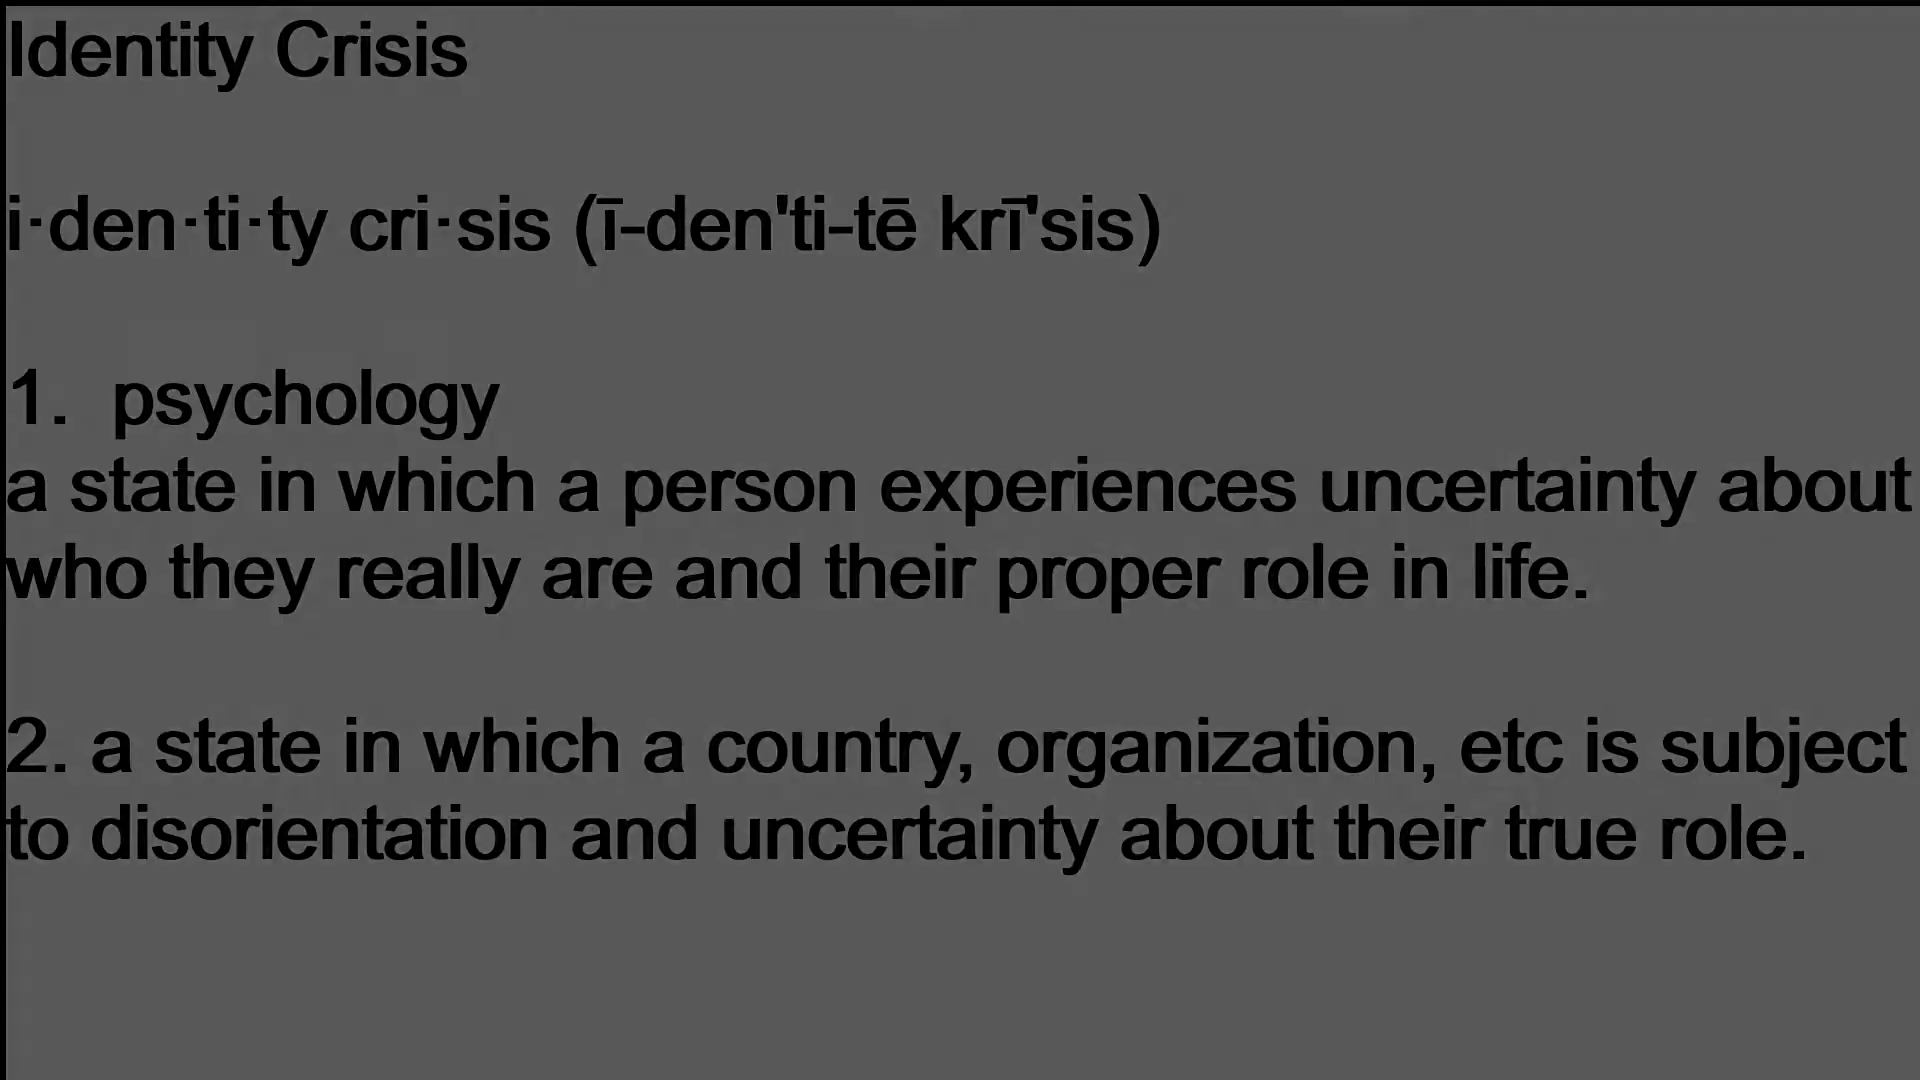 Identity Crisis
i·den·ti·ty cri·sis (ī-den'ti-tē krī'sis)
1.  psychology
a state in which a person experiences uncertainty about
who they really are and their proper role in life.
2. a state in which a country, organization, etc is subject
to disorientation and uncertainty about their true role.